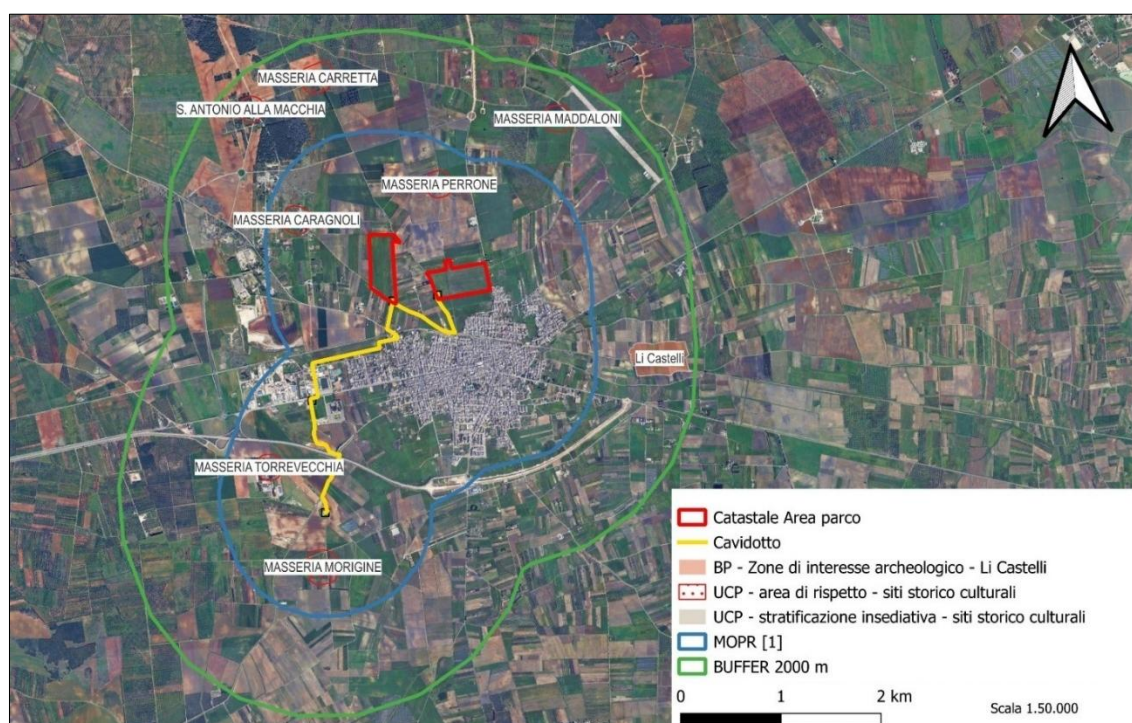 MASSERIA CARRETTA
S. ANTONIO ALLA MACCHIA
MASSERIA MADDALONI
MASSERIA PERRONE
MASSERIA CARAGNOLI
Li Castelli
MASSERIA TORREVECCHIA
MASSERIA MORIGINE
Catastale Area parco
Cavidotto
BP - Zone di interesse archeologico - Li Castelli
UCP - area di rispetto - siti storico culturali
UCP - stratificazione insediativa - siti storico culturali
MOPR [1]
BUFFER 2000 m
0 1 2 km
Scala 1.50.000